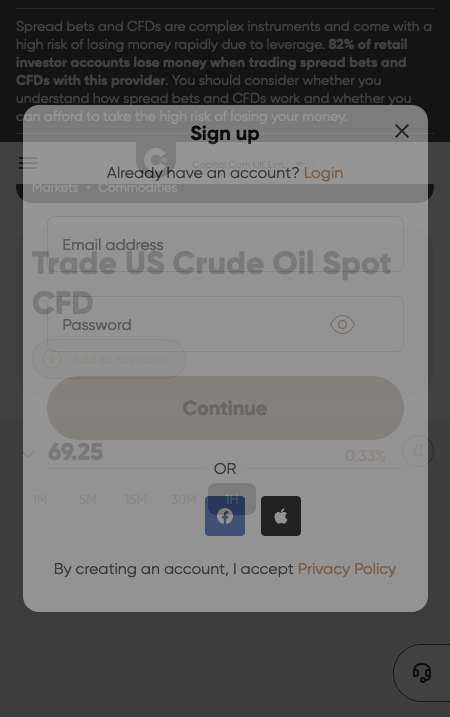 Spread bets and CFDs are complex instruments and come with a
high risk of losing money rapidly due to leverage. 82% of retail
investor accounts lose money when trading spread bets and
CFDs with this provider. You should consider whether you
understand how spread bets and CFDs work and whether you
can afford to take the high risk of losing your money.
Sign up
Capital Com UK Lim...
Already have an account? Login
Markets • Commodities
Email address
Trade US Crude Oil Spot
CFD
Password
Add to favourite
Continue
69.25
0.33%
OR
1M 5M 15M 30M 1H
By creating an account, I accept Privacy Policy